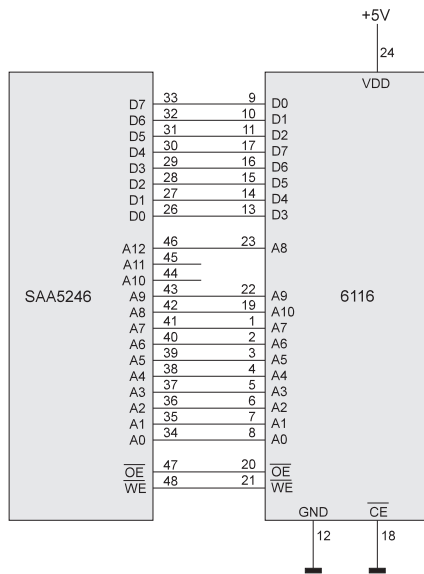 +5V
24
VDD
D7 33 9 D0
D6 32 10 D1
D5 31 11 D2
D4 30 17 D7
D3 29 16 D6
D2 28 15 D5
D1 27 14 D4
D0 26 13 D3
A12 46 23 A8
A11 45
A10 44
SAA5246
A9 43 22 A9
6116
A8 42 19 A10
A7 41 1 A7
A6 40 2 A6
A5 39 3 A5
A4 38 4 A4
A3 37 5 A3
A2 36 6 A2
A1 35 7 A1
A0 34 8 A0
OE 47 20 OE
WE 48 21 WE
GND CE
12 18